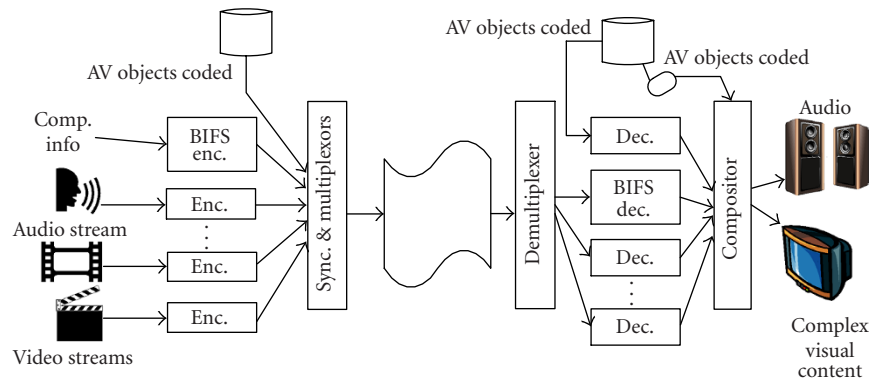 AV objects coded
Comp.
info
BIFS
enc.
Enc.
Audio stream
⋮
Enc.
Enc.
Video streams
Sync. & multiplexors
Demultiplexer
AV objects coded
AV objects coded
Dec.
BIFS
dec.
Dec.
⋮
Dec.
Compositor
Audio
Complex
visual
content